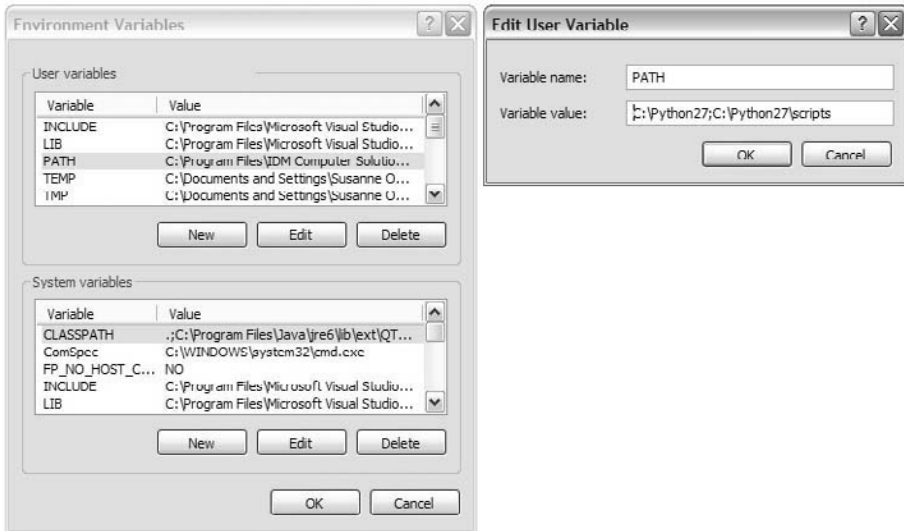 Environment Variables
User variables
Variable Value
INCLUDE C:\Program Files\Microsoft Visual Studio...
LIB C:\Program Files\Microsoft Visual Studio...
PATH C:\Program Files\IDM Computer Solutio...
TEMP C:\Documents and Settings\Susanne O...
TMP C:\Documents and Settings\Susanne O...
New Edit Delete
System variables
Variable Value
CLASSPATH .;C:\Program Files\Java\jre6\lib\ext\QT...
ComSpec C:\WINDOWS\system32\cmd.exe
FP_NO_HOST_C... NO
INCLUDE C:\Program Files\Microsoft Visual Studio...
LIB C:\Program Files\Microsoft Visual Studio...
New Edit Delete
OK Cancel
Edit User Variable
Variable name: PATH
Variable value: C:\Python27;C:\Python27\scripts
OK Cancel